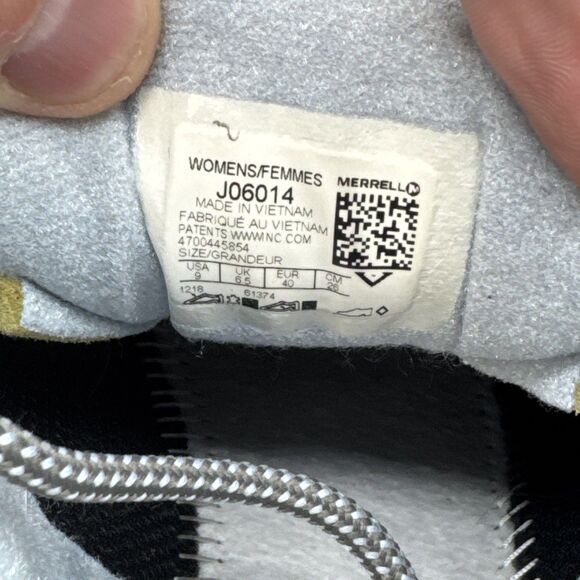 WOMENS/FEMMES
MERRELL
J06014
MADE IN VIETNAM
FABRIQUÉ AU VIETNAM
PATENTS WWWINC.COM
4700445854
SIZE/GRANDEUR
USA UK EUR CM
9 6.5 40 26
1218 61374